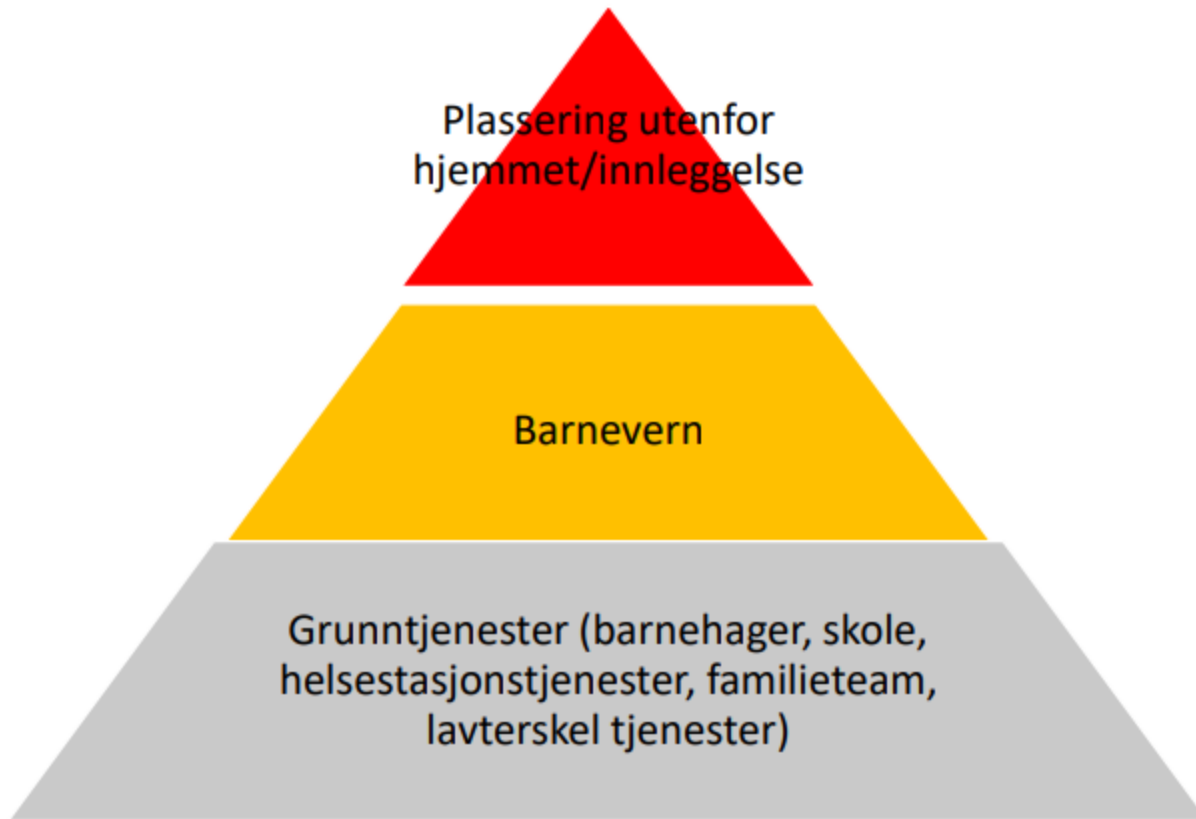 Plassering utenfor
hjemmet/innleggelse
Barnevern
Grunntjenester (barnehager, skole,
helsestasjonstjenester, familieteam,
lavterskel tjenester)